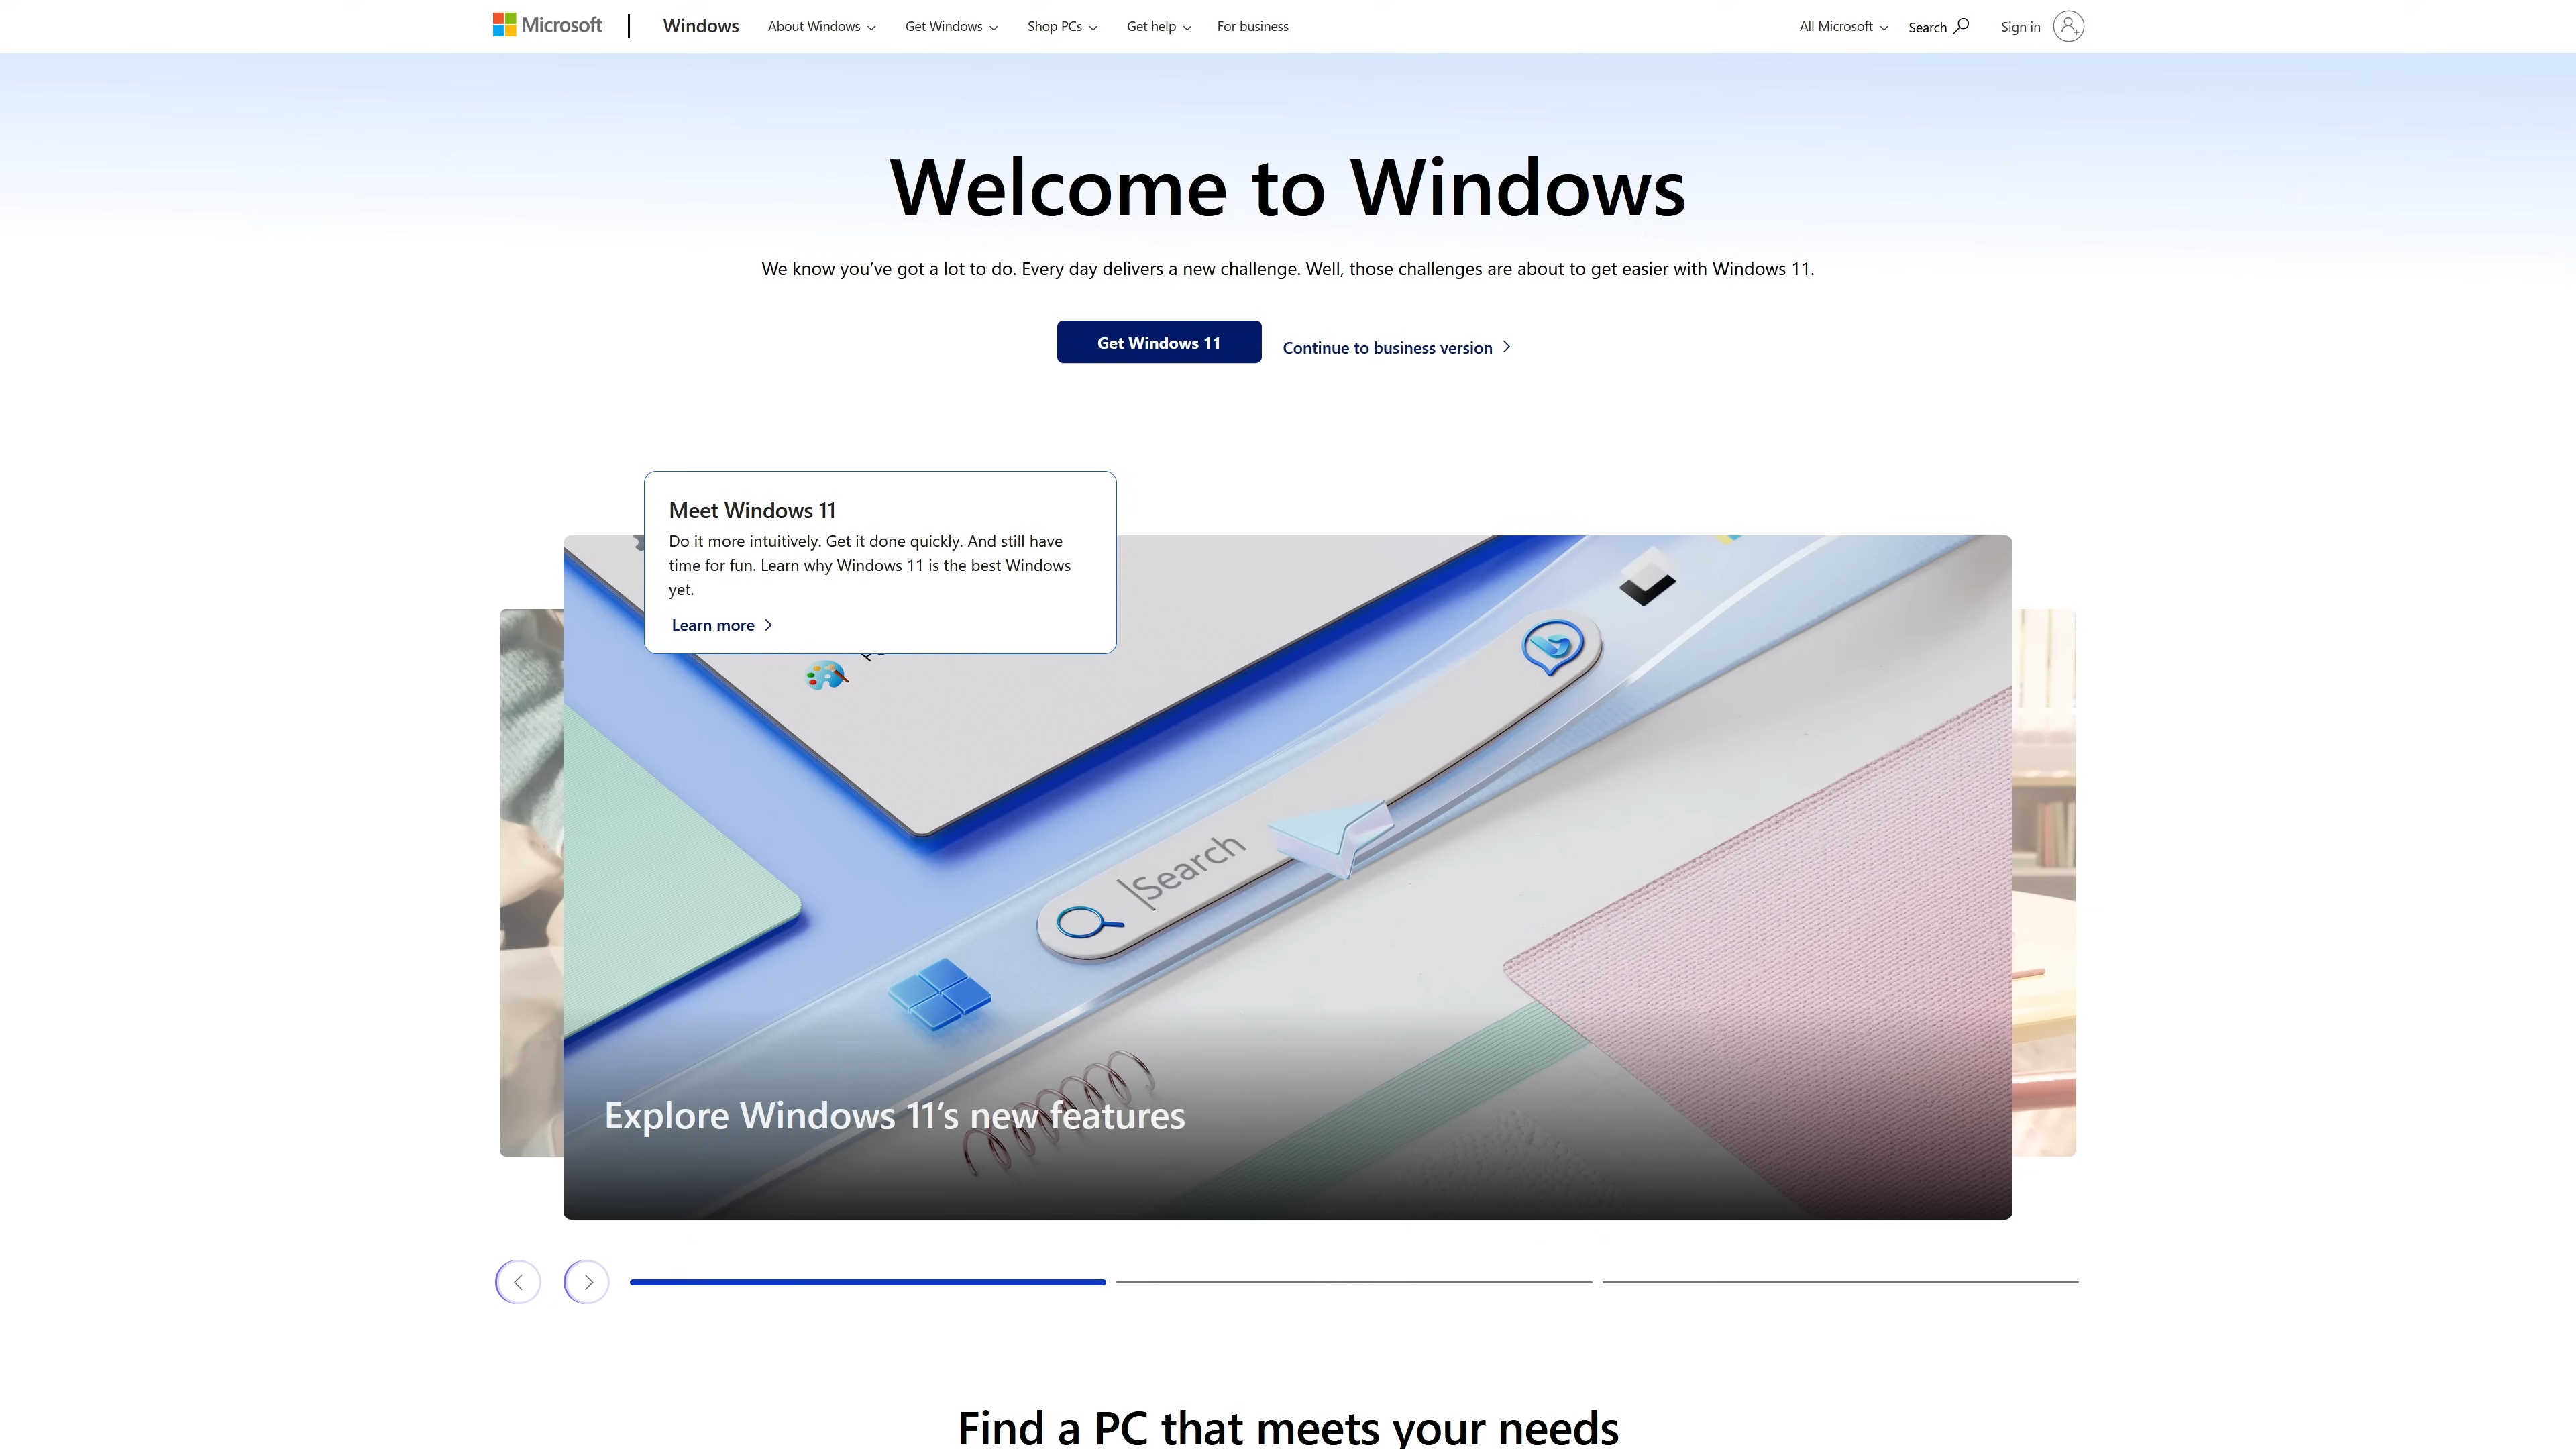 Microsoft
Windows
About Windows
Get Windows
Shop PCs
Get help
For business
All Microsoft
Search
Sign in
Welcome to Windows
We know you’ve got a lot to do. Every day delivers a new challenge. Well, those challenges are about to get easier with Windows 11.
Get Windows 11
Continue to business version
Meet Windows 11
Do it more intuitively. Get it done quickly. And still have
time for fun. Learn why Windows 11 is the best Windows
yet.
Learn more
Search
Explore Windows 11’s new features
Find a PC that meets your needs